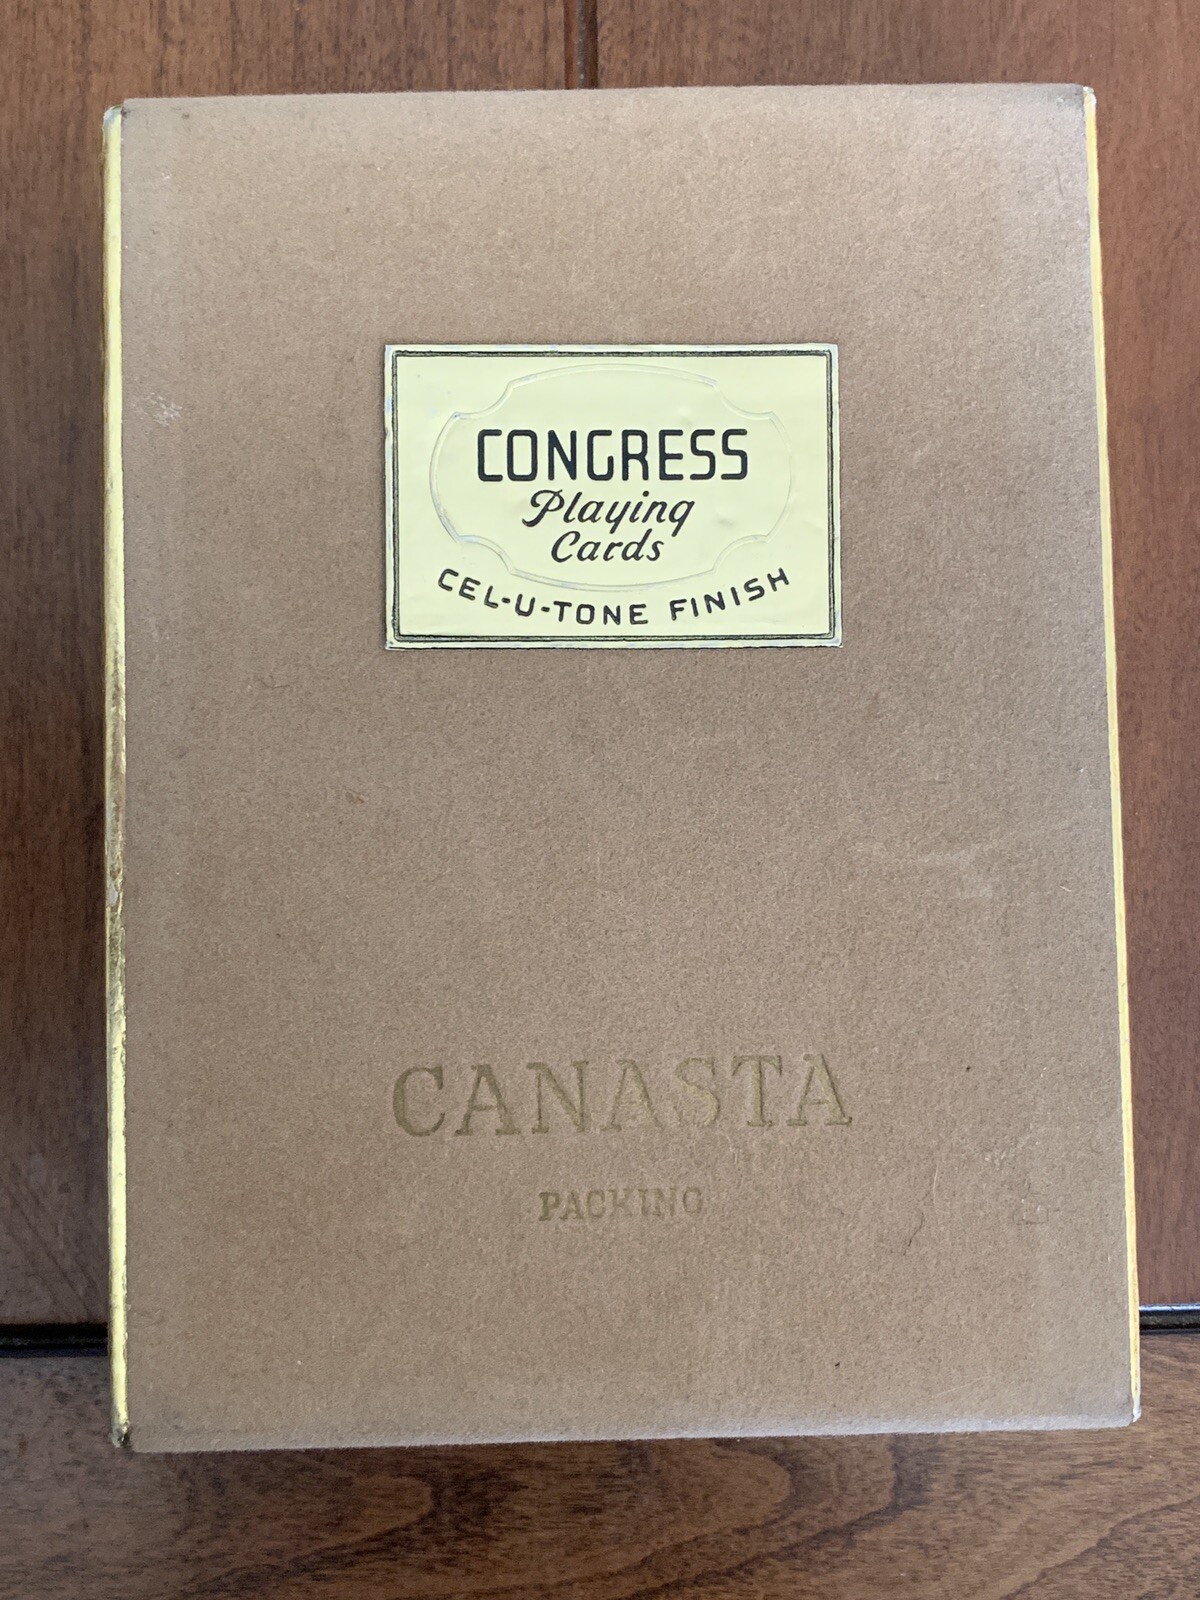 CONGRESS
Playing
Cards
CEL-U-TONE FINISH
CANASTA
PACKING